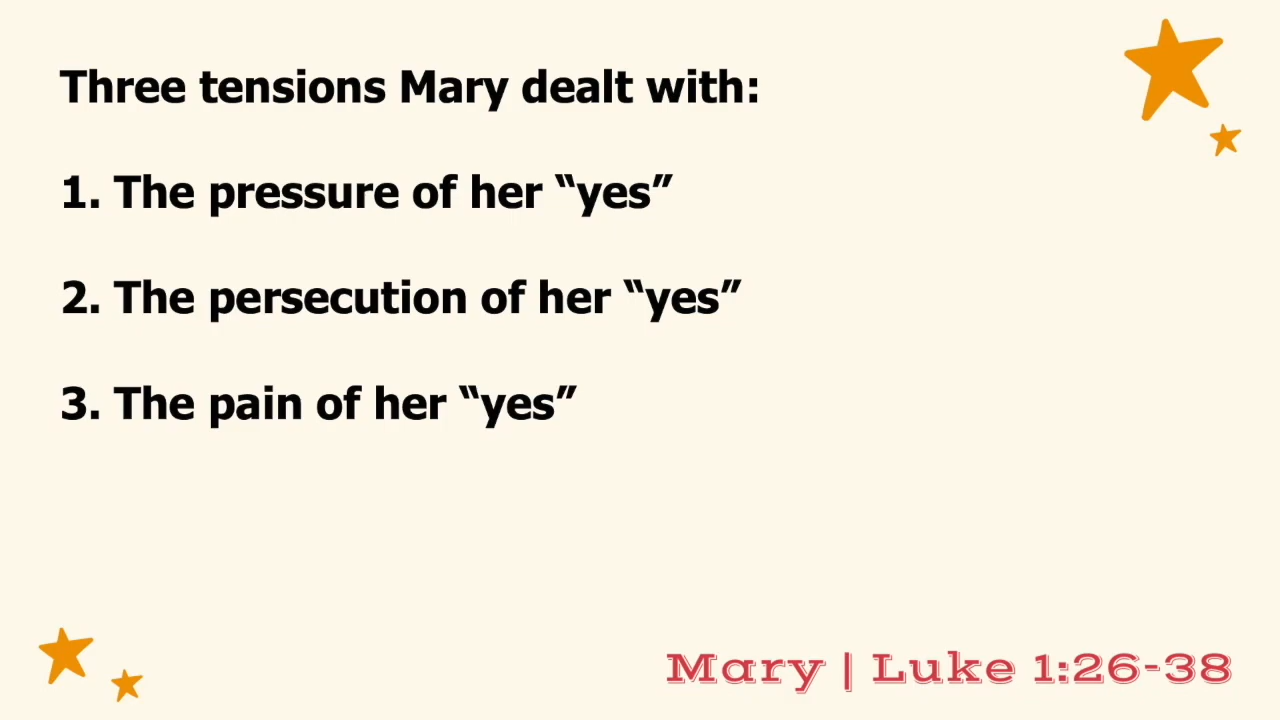 Three tensions Mary dealt with:
1. The pressure of her “yes”
2. The persecution of her “yes”
3. The pain of her “yes”
Mary | Luke 1:26-38